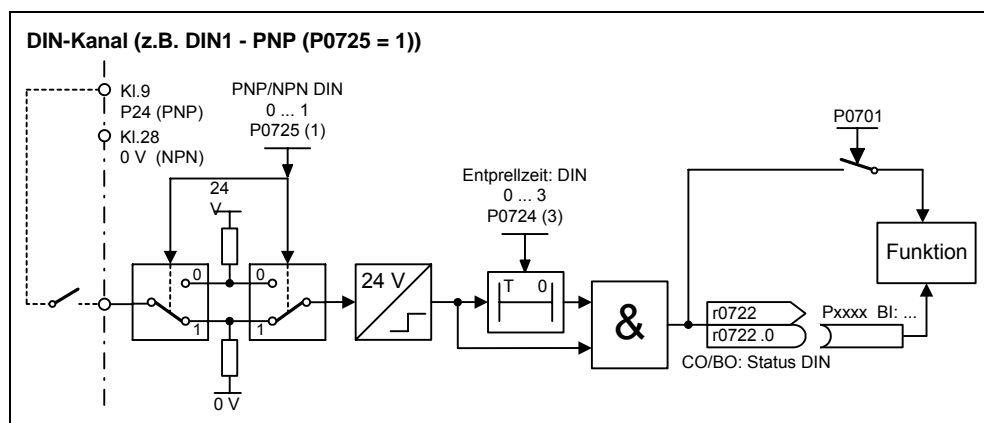 DIN-Kanal (z.B. DIN1 - PNP (P0725 = 1))
Kl.9
P24 (PNP)
Kl.28
0 V (NPN)
PNP/NPN DIN
0 ... 1
P0725 (1)
24
V
0
1
0
1
0 V
24 V
Entprellzeit: DIN
0 ... 3
P0724 (3)
T 0
&
P0701
Funktion
r0722
r0722 .0
Pxxxx BI: ...
CO/BO: Status DIN